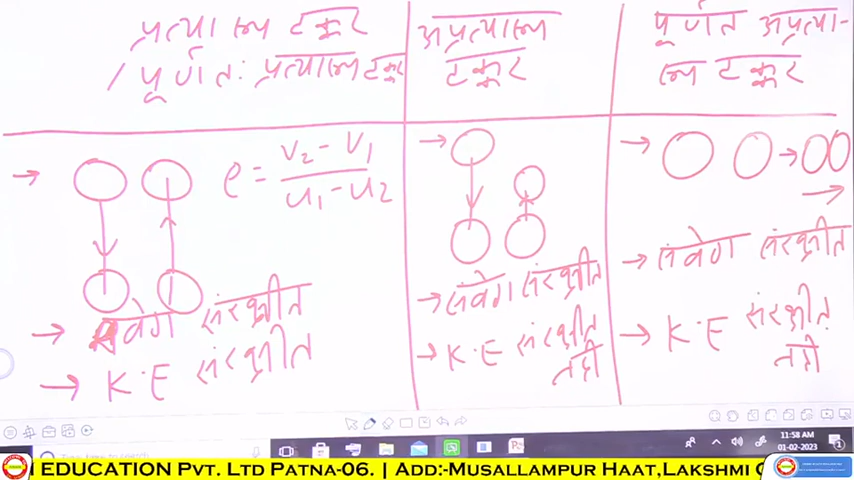 प्रत्यास्थ टक्कर
/ पूर्णतः प्रत्यास्थ टक्कर
अप्रत्यास्थ
टक्कर
पूर्णत अप्रत्या-
स्थ टक्कर
→ e = V₂ - V₁ / U₁ - U₂
→ संवेग संरक्षीत
→ K.E संरक्षीत
→
→ संवेग संरक्षीत
→ K.E संरक्षीत
नही
→
→ संवेग संरक्षीत
→ K.E संरक्षीत
नही
11:58 AM
01-02-2023
EDUCATION Pvt. Ltd PATNA-06. | Add:-Musallampur Haat,Lakshmi